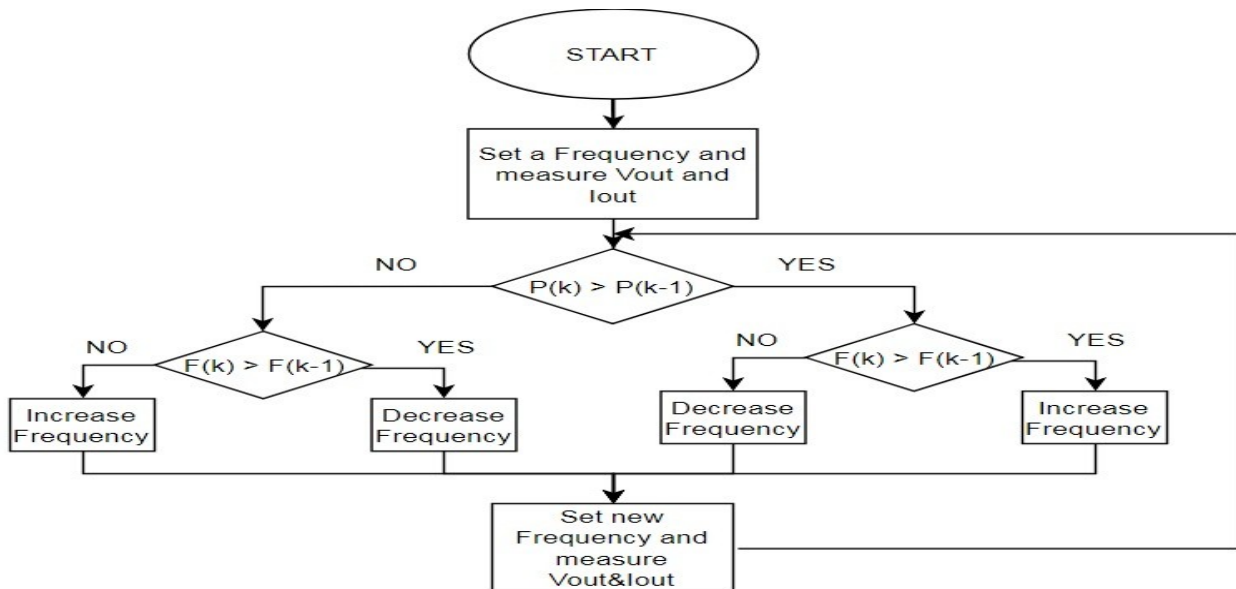 START
Set a Frequency and
measure Vout and
Iout
NO
YES
P(k) > P(k-1)
NO
F(k) > F(k-1)
YES
NO
F(k) > F(k-1)
YES
Increase
Frequency
Decrease
Frequency
Decrease
Frequency
Increase
Frequency
Set new
Frequency and
measure
Vout&Iout